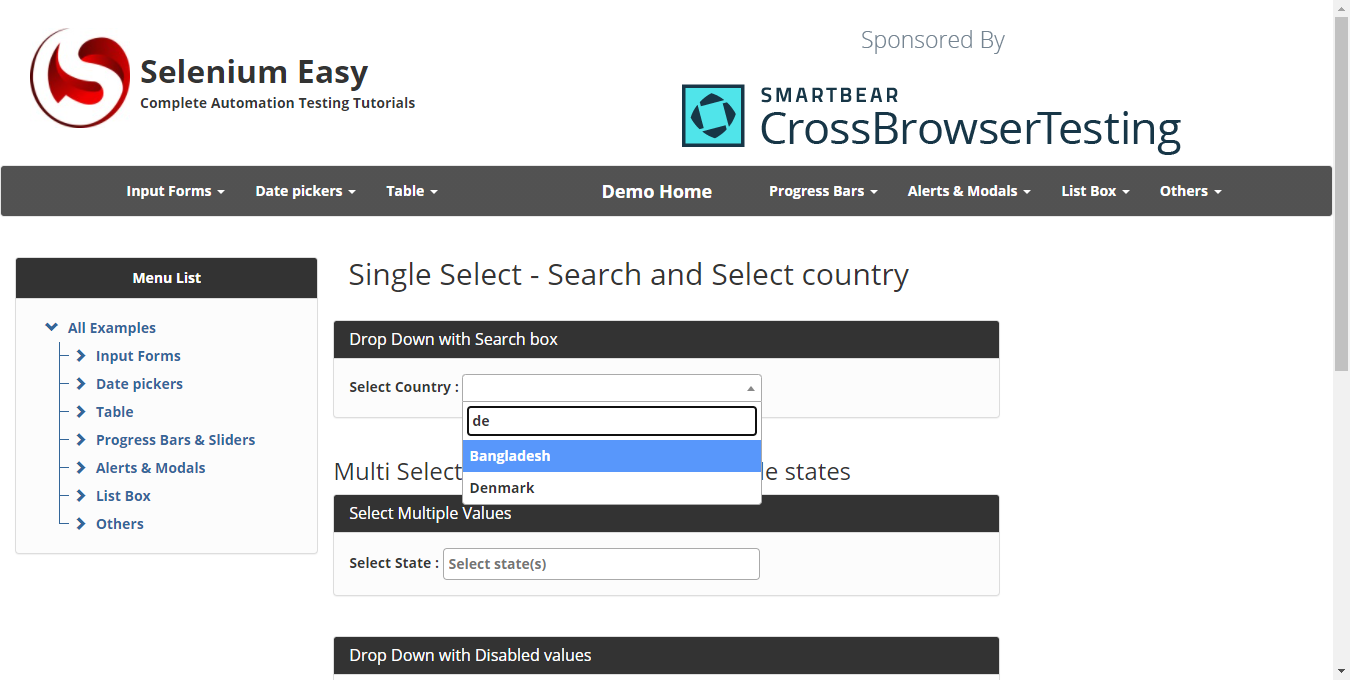 Sponsored By
Selenium Easy
Complete Automation Testing Tutorials
SMARTBEAR
CrossBrowserTesting
Input Forms Date pickers Table Demo Home Progress Bars Alerts & Modals List Box Others
Menu List
All Examples
Input Forms
Date pickers
Table
Progress Bars & Sliders
Alerts & Modals
List Box
Others
Single Select - Search and Select country
Drop Down with Search box
Select Country :
de
Bangladesh
Denmark
Multi Select states
Select Multiple Values
Select State : Select state(s)
Drop Down with Disabled values